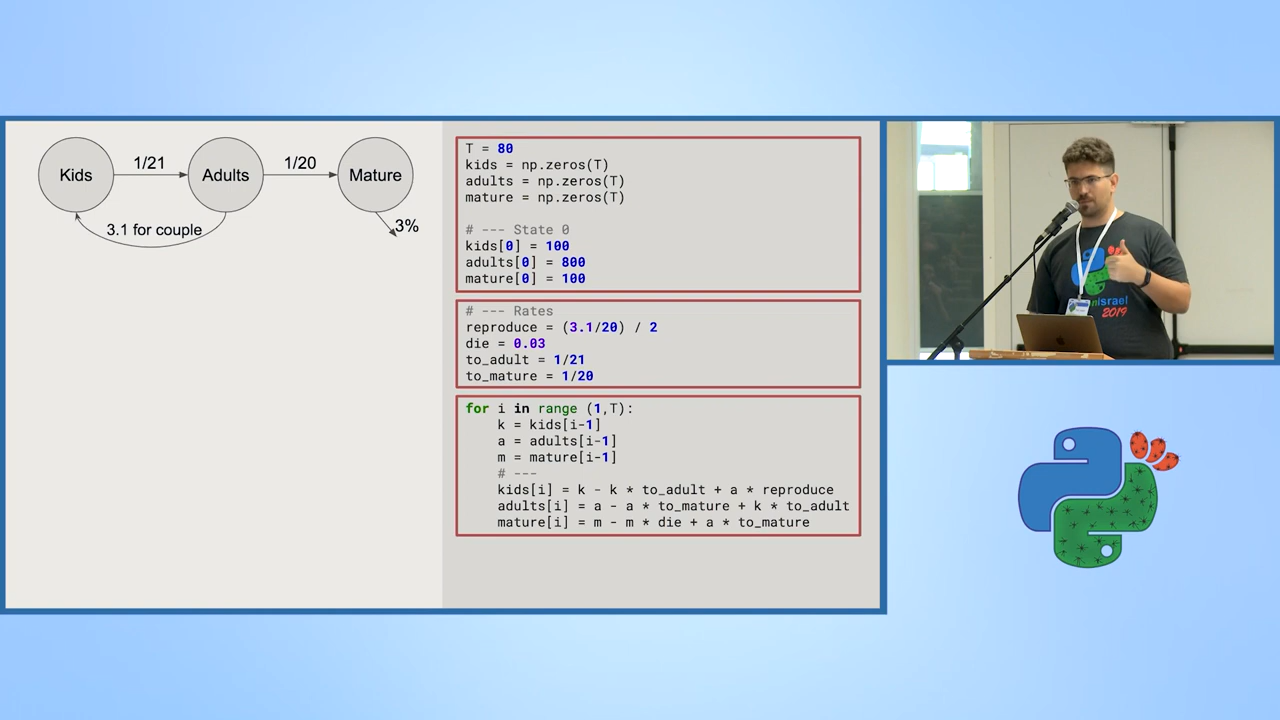 Kids
1/21
Adults
1/20
Mature
3.1 for couple
3%
T = 80
kids = np.zeros(T)
adults = np.zeros(T)
mature = np.zeros(T)
# --- State 0
kids[0] = 100
adults[0] = 800
mature[0] = 100
# --- Rates
reproduce = (3.1/20) / 2
die = 0.03
to_adult = 1/21
to_mature = 1/20
for i in range (1,T):
    k = kids[i-1]
    a = adults[i-1]
    m = mature[i-1]
    # ---
    kids[i] = k - k * to_adult + a * reproduce
    adults[i] = a - a * to_mature + k * to_adult
    mature[i] = m - m * die + a * to_mature
israel
2019